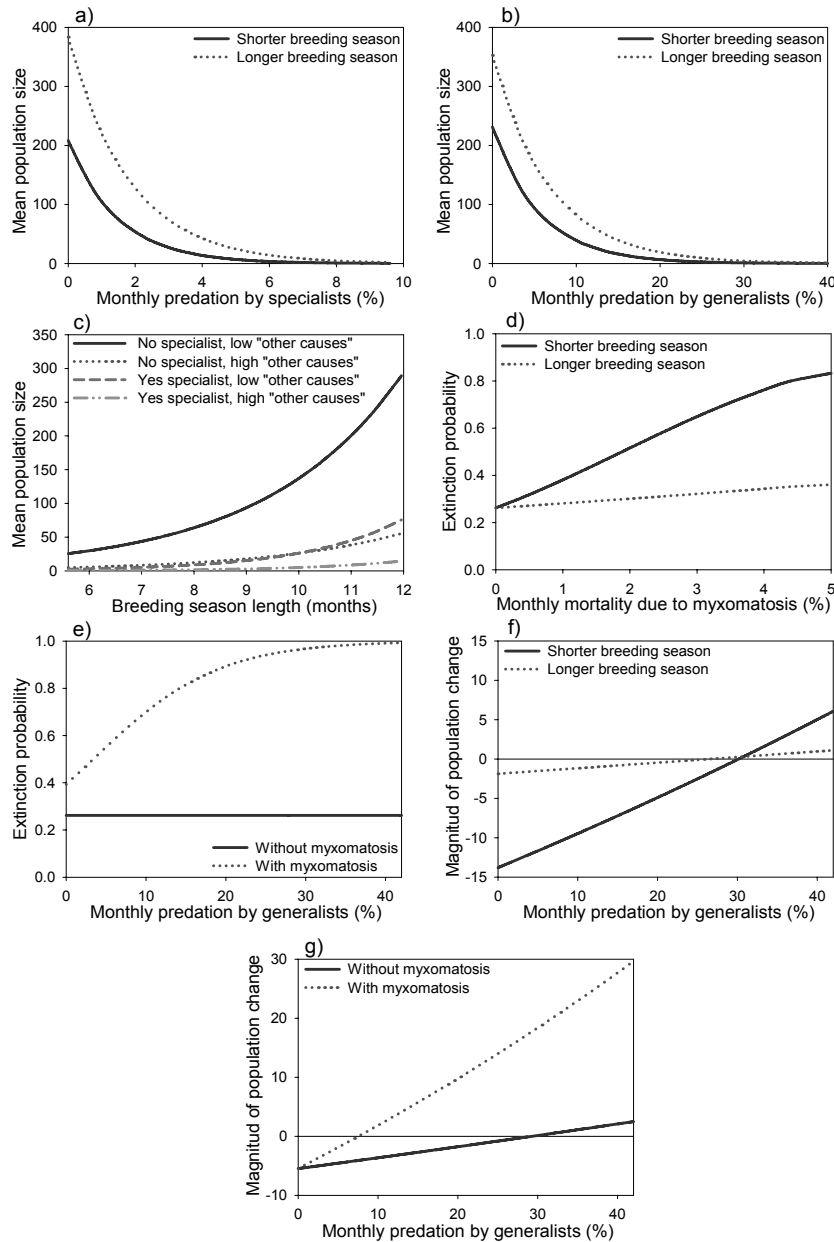 a)
400
300
200
100
0
Mean population size
Shorter breeding season
Longer breeding season
0 2 4 6 8 10
Monthly predation by specialists (%)
b)
400
300
200
100
0
Mean population size
Shorter breeding season
Longer breeding season
0 10 20 30 40
Monthly predation by generalists (%)
c)
350
300
250
200
150
100
50
0
Mean population size
No specialist, low "other causes"
No specialist, high "other causes"
Yes specialist, low "other causes"
Yes specialist, high "other causes"
6 7 8 9 10 11 12
Breeding season length (months)
d)
1.0
0.8
0.6
0.4
0.2
0.0
Extinction probability
Shorter breeding season
Longer breeding season
0 1 2 3 4 5
Monthly mortality due to myxomatosis (%)
e)
1.0
0.8
0.6
0.4
0.2
0.0
Extinction probability
Without myxomatosis
With myxomatosis
0 10 20 30 40
Monthly predation by generalists (%)
f)
15
10
5
0
-5
-10
-15
Magnitud of population change
Shorter breeding season
Longer breeding season
0 10 20 30 40
Monthly predation by generalists (%)
g)
30
20
10
0
-10
Magnitud of population change
Without myxomatosis
With myxomatosis
0 10 20 30 40
Monthly predation by generalists (%)